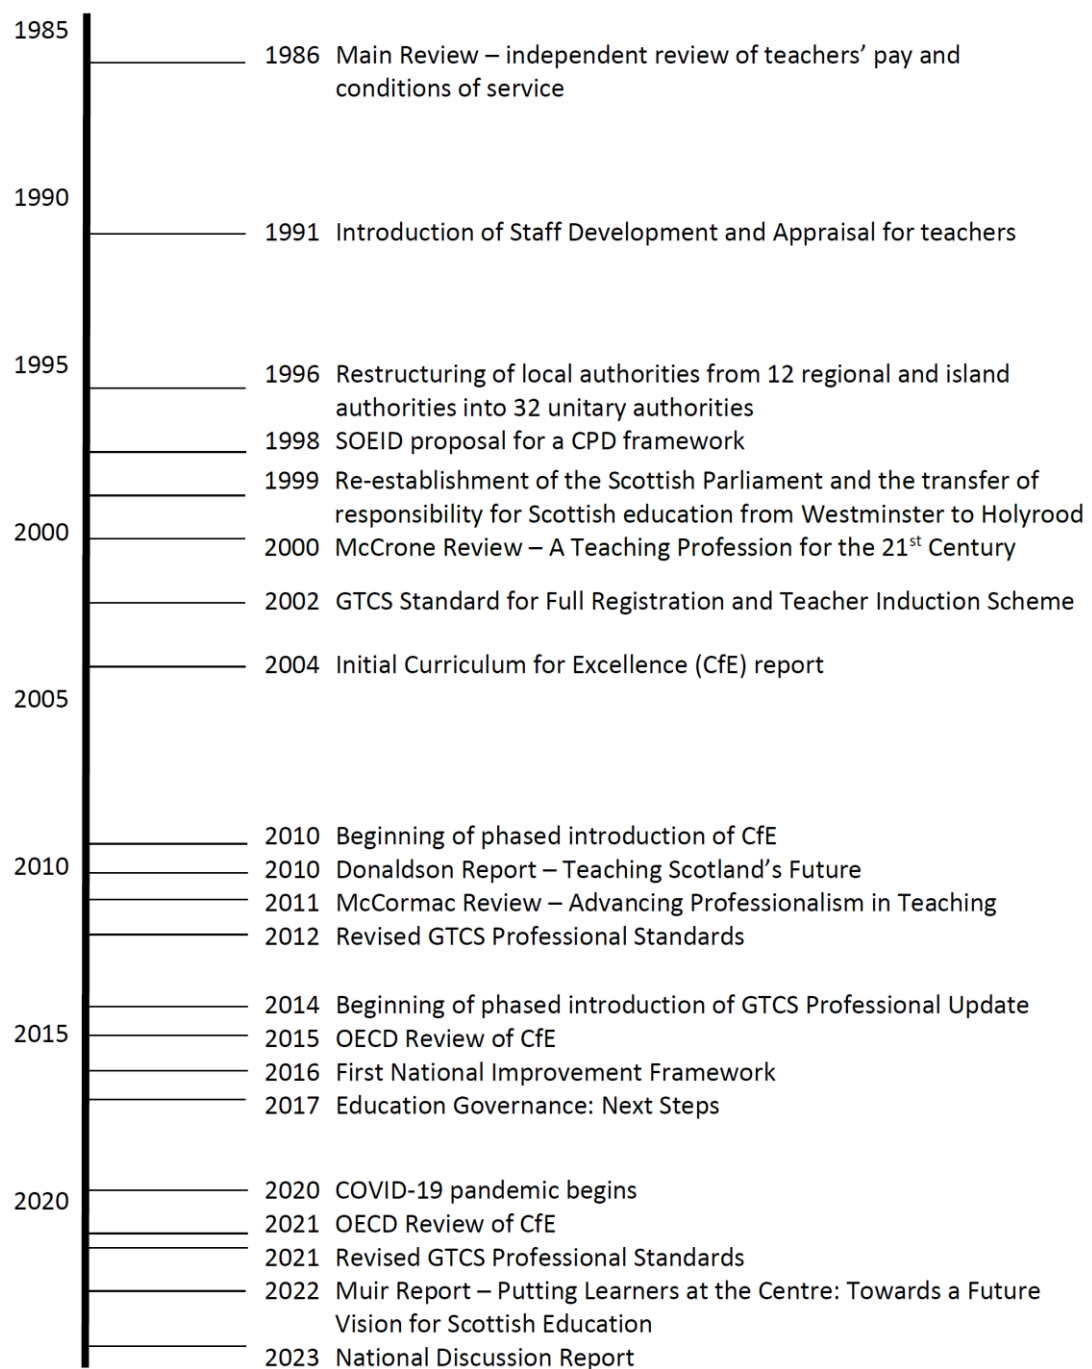 1985
1986 Main Review – independent review of teachers’ pay and
conditions of service
1990
1991 Introduction of Staff Development and Appraisal for teachers
1995
1996 Restructuring of local authorities from 12 regional and island
authorities into 32 unitary authorities
1998 SOEID proposal for a CPD framework
1999 Re-establishment of the Scottish Parliament and the transfer of
responsibility for Scottish education from Westminster to Holyrood
2000
2000 McCrone Review – A Teaching Profession for the 21st Century
2002 GTCS Standard for Full Registration and Teacher Induction Scheme
2004 Initial Curriculum for Excellence (CfE) report
2005
2010 Beginning of phased introduction of CfE
2010
2010 Donaldson Report – Teaching Scotland’s Future
2011 McCormac Review – Advancing Professionalism in Teaching
2012 Revised GTCS Professional Standards
2014 Beginning of phased introduction of GTCS Professional Update
2015
2015 OECD Review of CfE
2016 First National Improvement Framework
2017 Education Governance: Next Steps
2020 COVID-19 pandemic begins
2020
2021 OECD Review of CfE
2021 Revised GTCS Professional Standards
2022 Muir Report – Putting Learners at the Centre: Towards a Future
Vision for Scottish Education
2023 National Discussion Report